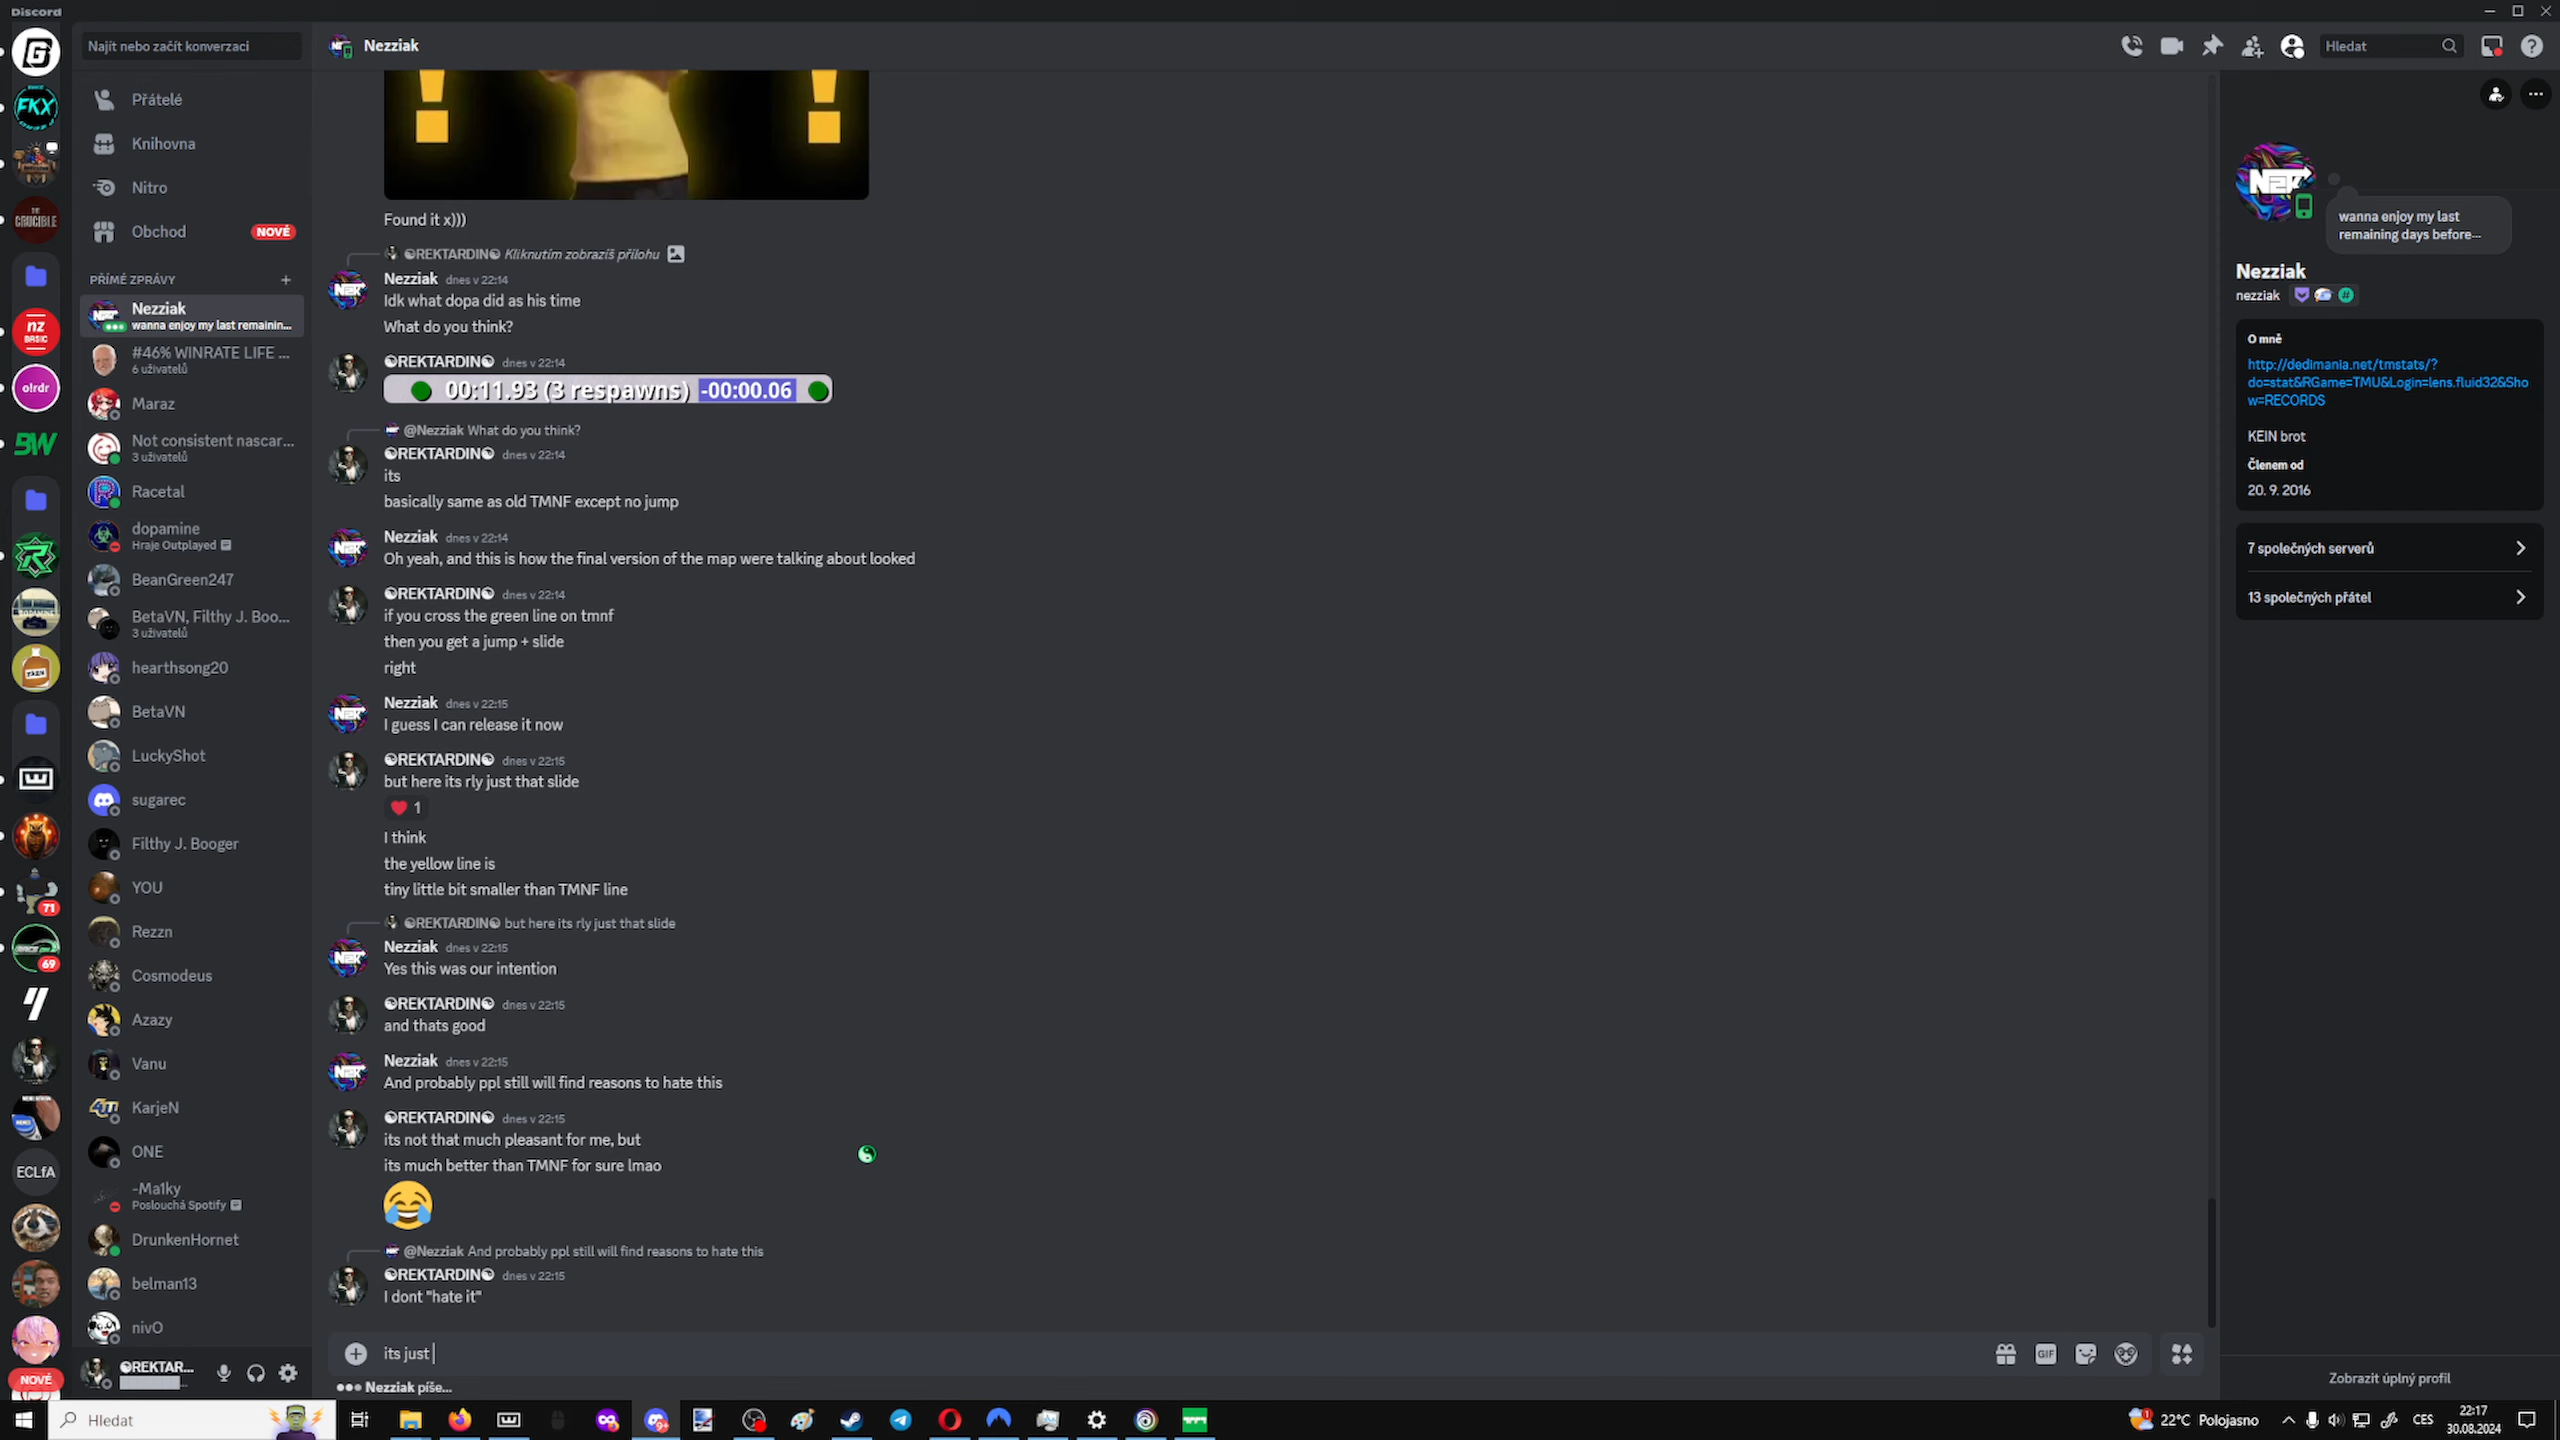 Discord
Najít nebo začít konverzaci
Nezziak
Hledat
Přátelé
Knihovna
Nitro
Obchod
NOVÉ
PŘÍMÉ ZPRÁVY
Nezziak
wanna enjoy my last remainin...
#46% WINRATE LIFE ...
6 uživatelů
Maraz
Not consistent nascar...
3 uživatelů
Racetal
dopamine
Hraje Outplayed
BeanGreen247
BetaVN, Filthy J. Boo...
3 uživatelů
hearthsong20
BetaVN
LuckyShot
sugarec
Filthy J. Booger
YOU
Rezzn
Cosmodeus
Azazy
Vanu
KarjeN
ONE
-Ma1ky
Poslouchá Spotify
DrunkenHornet
belman13
nivO
REKTAR...
FKX
THE CRUCIBLE
nz
BASIC
o!rdr
BW
71
69
ECLfA
NOVÉ
Found it x)))
REKTARDIN Kliknutím zobrazíš přílohu
Nezziak dnes v 22:14
Idk what dopa did as his time
What do you think?
REKTARDIN dnes v 22:14
00:11.93 (3 respawns) -00:00.06
@Nezziak What do you think?
REKTARDIN dnes v 22:14
its
basically same as old TMNF except no jump
Nezziak dnes v 22:14
Oh yeah, and this is how the final version of the map were talking about looked
REKTARDIN dnes v 22:14
if you cross the green line on tmnf
then you get a jump + slide
right
Nezziak dnes v 22:15
I guess I can release it now
REKTARDIN dnes v 22:15
but here its rly just that slide
1
I think
the yellow line is
tiny little bit smaller than TMNF line
REKTARDIN but here its rly just that slide
Nezziak dnes v 22:15
Yes this was our intention
REKTARDIN dnes v 22:15
and thats good
Nezziak dnes v 22:15
And probably ppl still will find reasons to hate this
REKTARDIN dnes v 22:15
its not that much pleasant for me, but
its much better than TMNF for sure lmao
@Nezziak And probably ppl still will find reasons to hate this
REKTARDIN dnes v 22:15
I dont "hate it"
its just
GIF
Nezziak píše...
wanna enjoy my last
remaining days before...
Nezziak
nezziak
O mně
http://dedimania.net/tmstats/?
do=stat&RGame=TMU&Login=lens.fluid32&Sho
w=RECORDS
KEIN brot
Členem od
20. 9. 2016
7 společných serverů
13 společných přátel
Zobrazit úplný profil
Hledat
22°C Polojasno
CES
22:17
30.08.2024